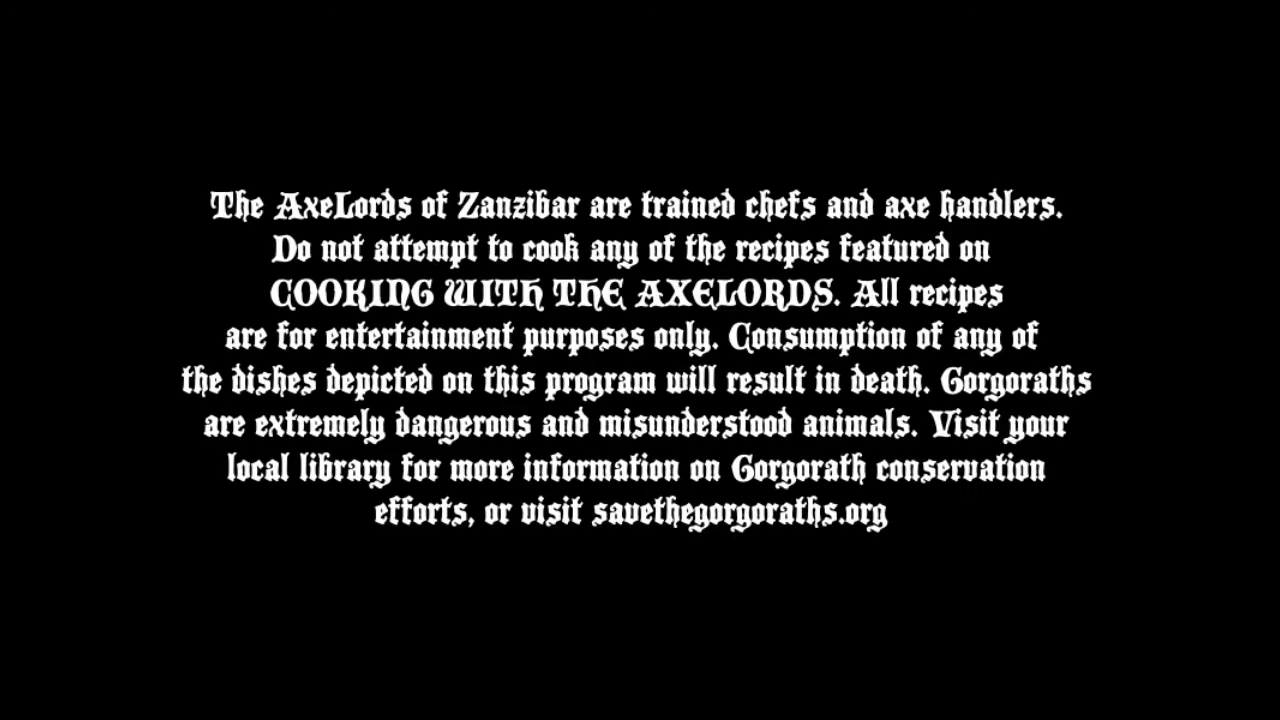 The AxeLords of Zanzibar are trained chefs and axe handlers.
Do not attempt to cook any of the recipes featured on
COOKING WITH THE AXELORDS. All recipes
are for entertainment purposes only. Consumption of any of
the dishes depicted on this program will result in death. Gorgoraths
are extremely dangerous and misunderstood animals. Visit your
local library for more information on Gorgorath conservation
efforts, or visit savethegorgoraths.org